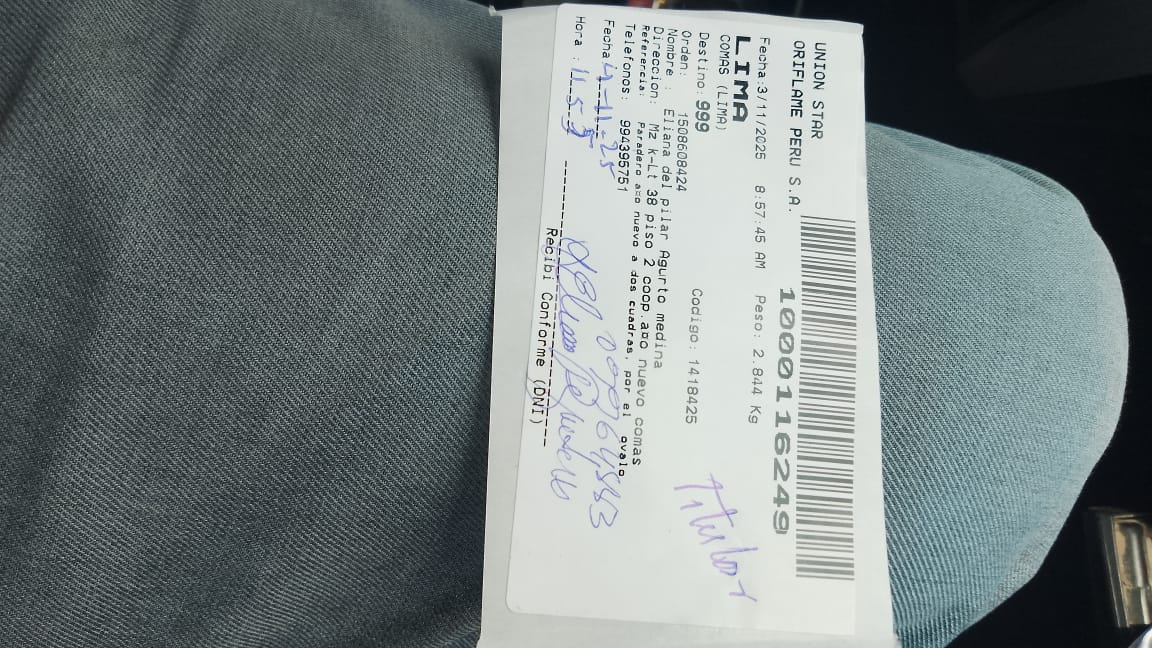 UNION STAR
ORIFLAME PERU S.A.
1000116249
Fecha:3/11/2025 8:57:45 AM Peso: 2.844 Kg
LIMA
COMAS (LIMA)
Destino: 999
Orden: 1508608424 Codigo: 1418425
Nombre : Eliana del pilar Agurto medina
Direccion: Mz k-Lt 38 piso 2 coop.año nuevo comas
Referencia: Paradero año nuevo a dos cuadras, por el ovalo
Telefonos: 994395751
Fecha: 4-11-25
Hora : 11.57
Titular
Recibi Conforme (DNI)